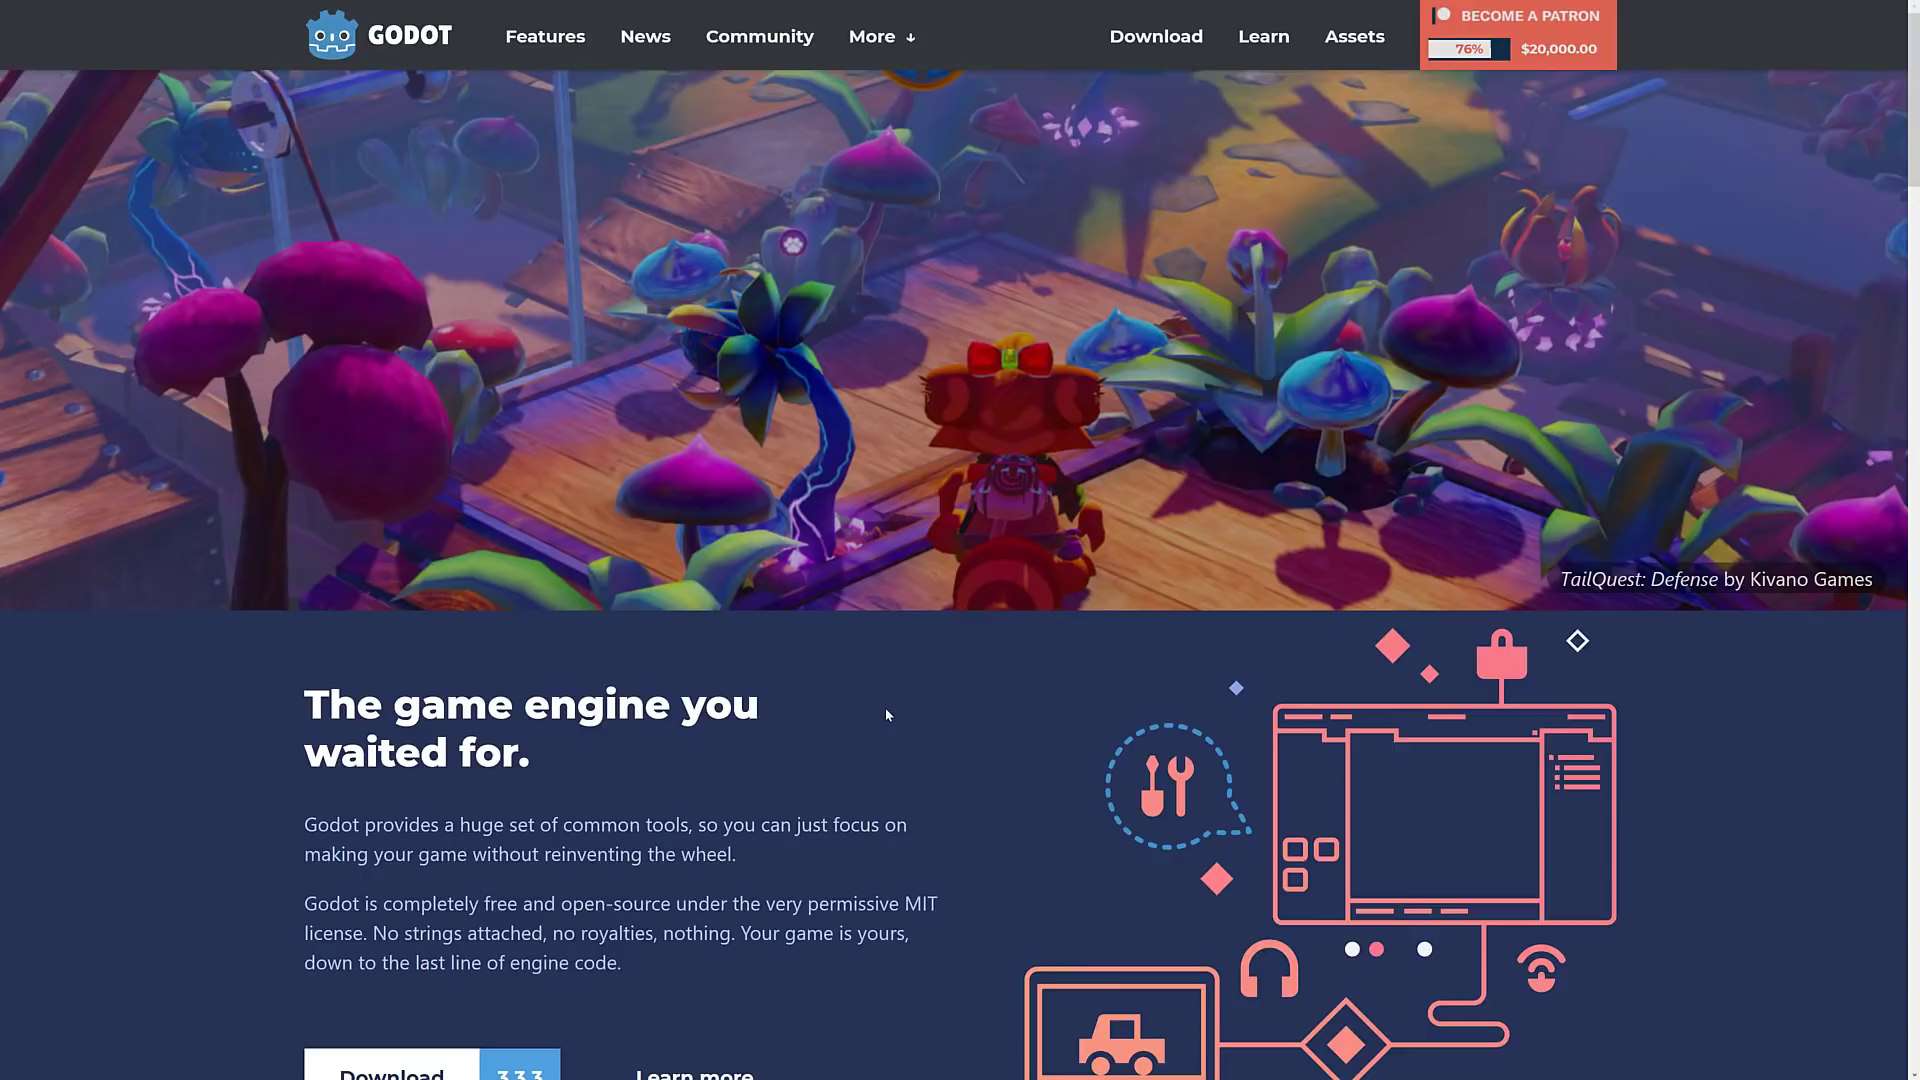 GODOT
Features
News
Community
More ↓
Download
Learn
Assets
BECOME A PATRON
76%
$20,000.00
TailQuest: Defense by Kivano Games
The game engine you
waited for.
Godot provides a huge set of common tools, so you can just focus on
making your game without reinventing the wheel.
Godot is completely free and open-source under the very permissive MIT
license. No strings attached, no royalties, nothing. Your game is yours,
down to the last line of engine code.
Download
3.3.3
Learn more